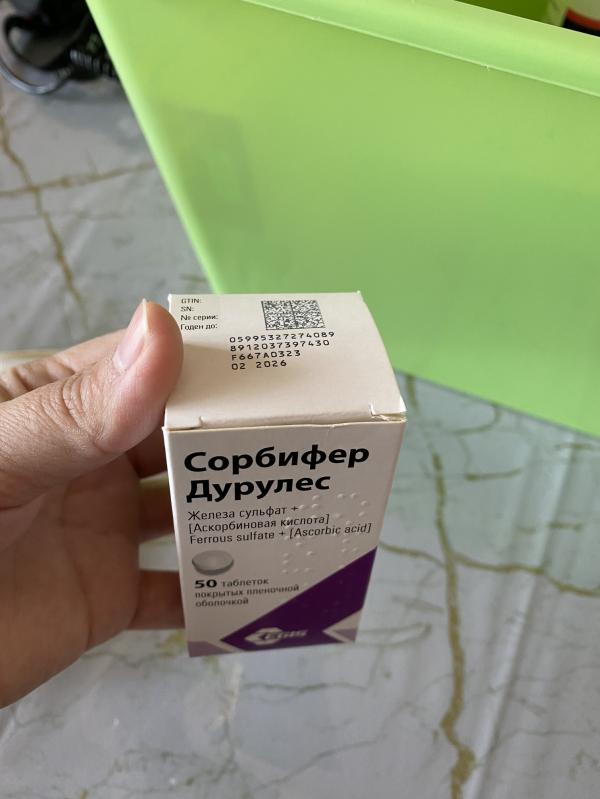 GTIN:
SN:
№ серии:
Годен до:
05995327274089
8912037397430
F667A0323
02 2026
Сорбифер
Дурулес
Железа сульфат +
[Аскорбиновая кислота]
Ferrous sulfate + [Ascorbic acid]
50 таблеток
покрытых пленочной
оболочкой
EGIS